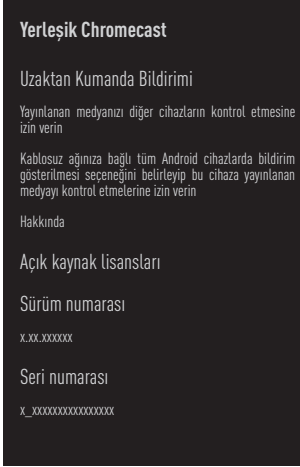 Yerleşik Chromecast
Uzaktan Kumanda Bildirimi
Yayınlanan medyanızı diğer cihazların kontrol etmesine
izin verin
Kablosuz ağınıza bağlı tüm Android cihazlarda bildirim
gösterilmesi seçeneğini belirleyip bu cihaza yayınlanan
medyayı kontrol etmelerine izin verin
Hakkında
Açık kaynak lisansları
Sürüm numarası
x.xx.xxxxxx
Seri numarası
x_xxxxxxxxxxxxxxxx